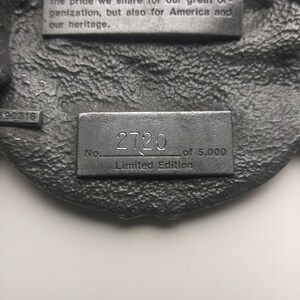 the price we share for our great or-
ganization, but also for America and
our heritage.
No. 2720 of 5,000
Limited Edition